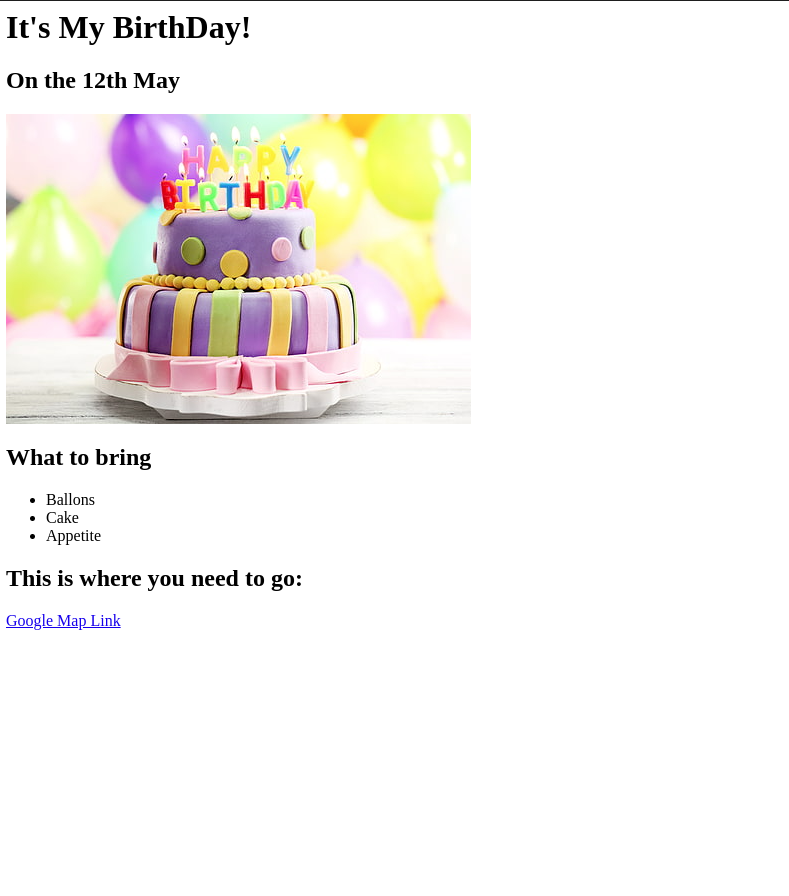 It's My BirthDay!
On the 12th May
HAPPY
BIRTHDAY
What to bring
Ballons
Cake
Appetite
This is where you need to go:
Google Map Link